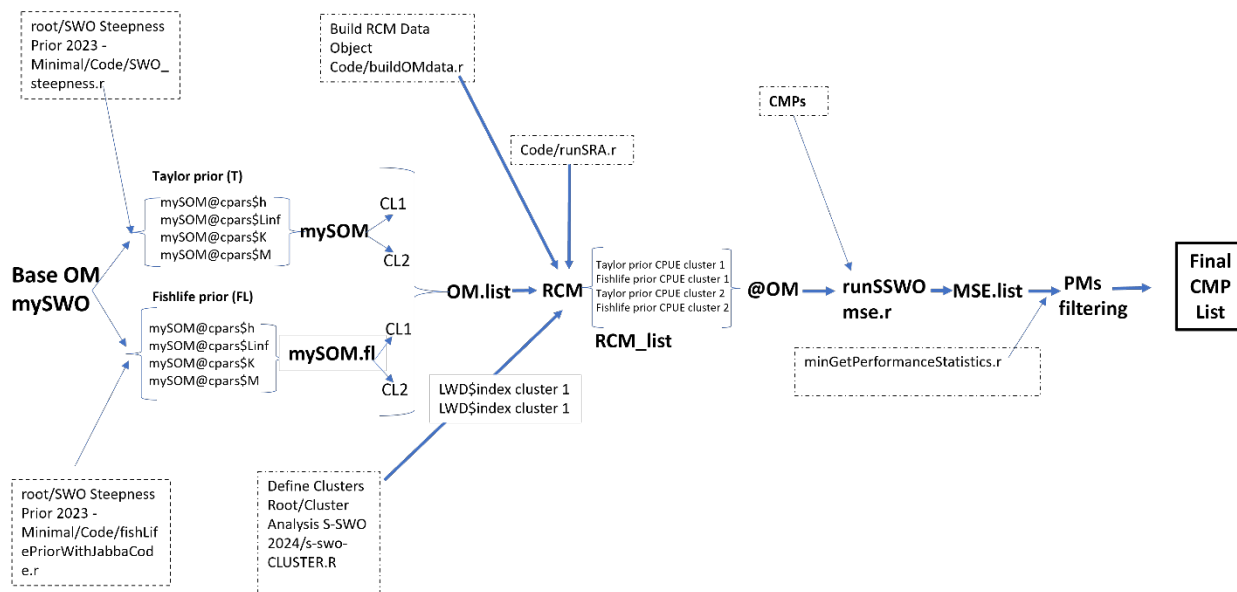 root/SWO Steepness
Prior 2023 -
Minimal/Code/SWO_
steepness.r
Build RCM Data
Object
Code/buildOMdata.r
CMPs
Code/runSRA.r
Taylor prior (T)
mySOM@cpars$h
mySOM@cpars$Linf
mySOM@cpars$K
mySOM@cpars$M
mySOM
CL1
CL2
Base OM
mySWO
Fishlife prior (FL)
mySOM@cpars$h
mySOM@cpars$Linf
mySOM@cpars$K
mySOM@cpars$M
mySOM.fl
CL1
CL2
OM.list
RCM
Taylor prior CPUE cluster 1
Fishlife prior CPUE cluster 1
Taylor prior CPUE cluster 2
Fishlife prior CPUE cluster 2
RCM_list
@OM
runSSWO
mse.r
MSE.list
PMs
filtering
Final
CMP
List
minGetPerformanceStatistics.r
LWD$index cluster 1
LWD$index cluster 1
root/SWO Steepness
Prior 2023 -
Minimal/Code/fishLif
ePriorWithJabbaCod
e.r
Define Clusters
Root/Cluster
Analysis S-SWO
2024/s-swo-
CLUSTER.R